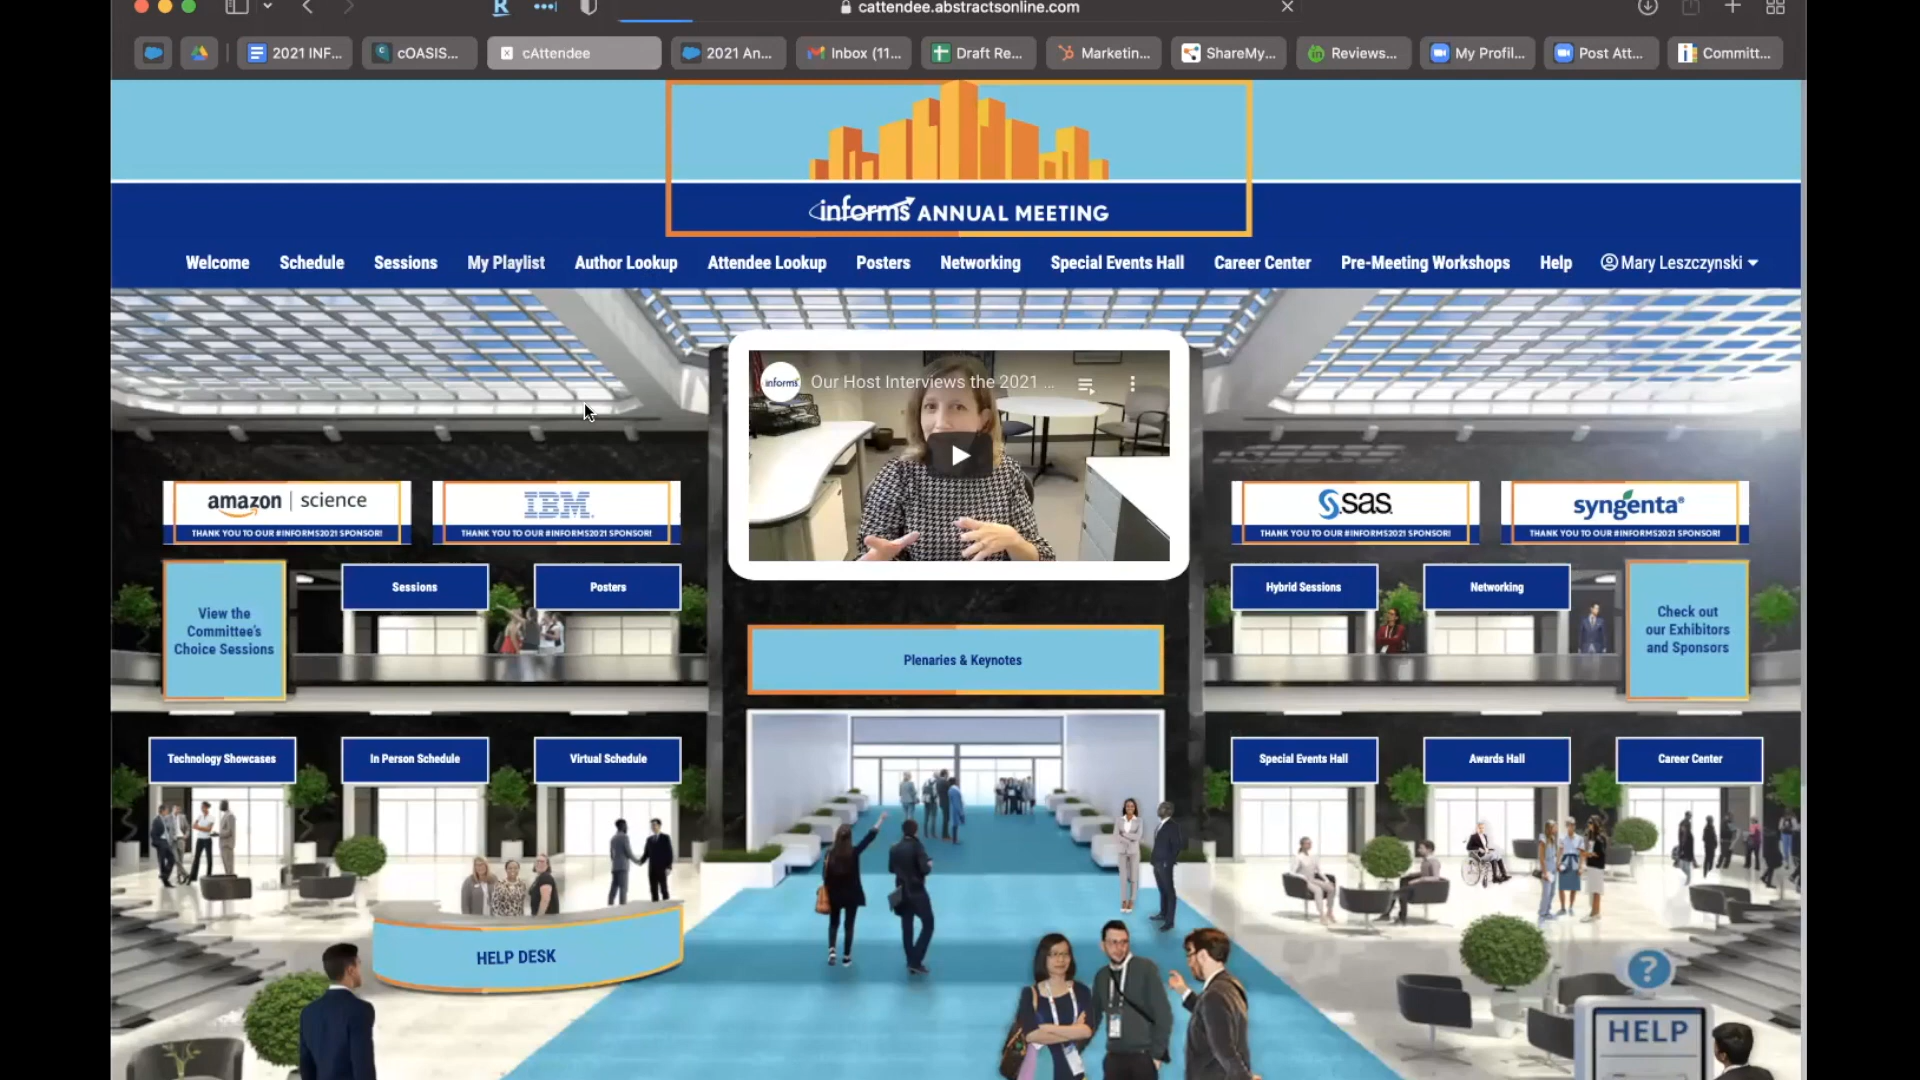 cattendee.abstractsonline.com
2021 INF...
cOASIS...
cAttendee
2021 An...
Inbox (11...
Draft Re...
Marketin...
ShareMy...
Reviews...
My Profil...
Post Att...
Committ...
informs ANNUAL MEETING
Welcome
Schedule
Sessions
My Playlist
Author Lookup
Attendee Lookup
Posters
Networking
Special Events Hall
Career Center
Pre-Meeting Workshops
Help
Mary Leszczynski
informs
Our Host Interviews the 2021 ...
amazon | science
THANK YOU TO OUR #INFORMS2021 SPONSOR!
IBM
THANK YOU TO OUR #INFORMS2021 SPONSOR!
sas
THANK YOU TO OUR #INFORMS2021 SPONSOR!
syngenta
THANK YOU TO OUR #INFORMS2021 SPONSOR!
View the
Committee's
Choice Sessions
Sessions
Posters
Hybrid Sessions
Networking
Check out
our Exhibitors
and Sponsors
Plenaries & Keynotes
Technology Showcases
In Person Schedule
Virtual Schedule
Special Events Hall
Awards Hall
Career Center
HELP DESK
?
HELP